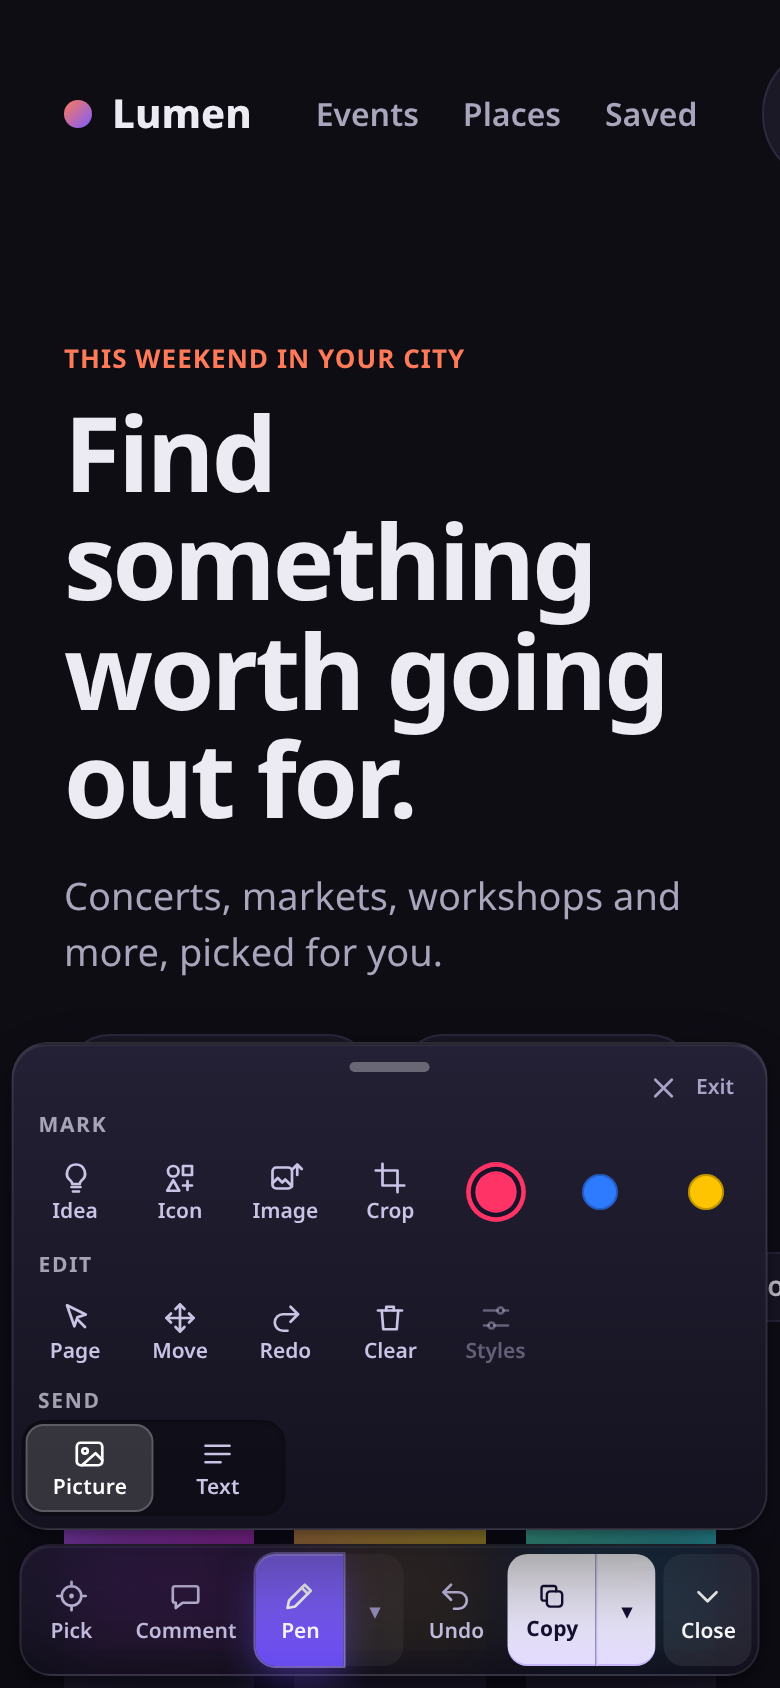 Lumen Events Places Saved
THIS WEEKEND IN YOUR CITY
Find
something
worth going
out for.
Concerts, markets, workshops and
more, picked for you.
Exit
MARK
Idea Icon Image Crop
EDIT
Page Move Redo Clear Styles
SEND
Picture Text
Pick Comment Pen Undo Copy Close